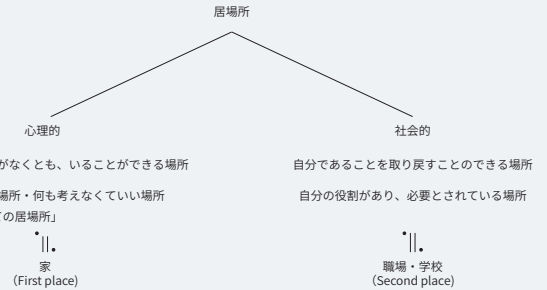 居場所
心理的
社会的
がなくとも、いることができる場所
自分であることを取り戻すことのできる場所
場所・何も考えなくていい場所
自分の役割があり、必要とされている場所
の居場所」
家
(First place)
職場・学校
(Second place)